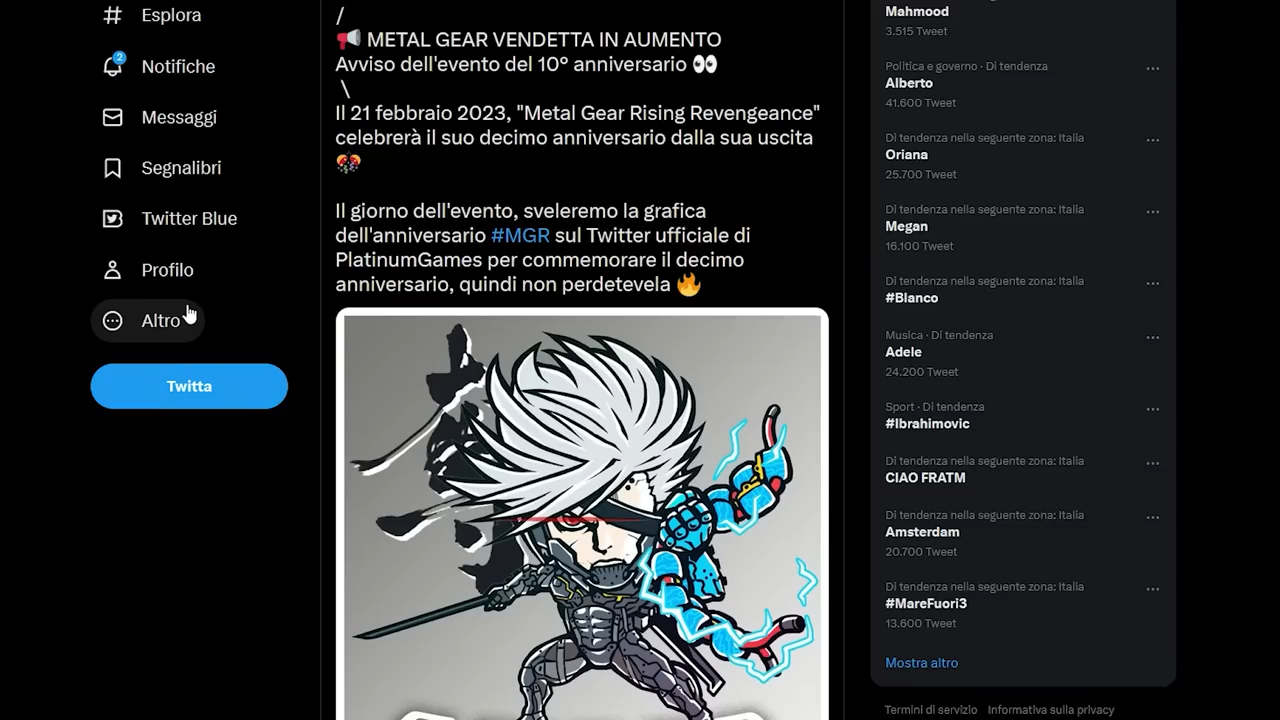 Esplora
2
Notifiche
Messaggi
Segnalibri
Twitter Blue
Profilo
Altro
Twitta
/
📢 METAL GEAR VENDETTA IN AUMENTO
Avviso dell'evento del 10° anniversario 👀
\
Il 21 febbraio 2023, "Metal Gear Rising Revengeance"
celebrerà il suo decimo anniversario dalla sua uscita
🎊
Il giorno dell'evento, sveleremo la grafica
dell'anniversario #MGR sul Twitter ufficiale di
PlatinumGames per commemorare il decimo
anniversario, quindi non perdetevela 🔥
Mahmood
3.515 Tweet
Politica e governo · Di tendenza
Alberto
41.600 Tweet
Di tendenza nella seguente zona: Italia
Oriana
25.700 Tweet
Di tendenza nella seguente zona: Italia
Megan
16.100 Tweet
Di tendenza nella seguente zona: Italia
#Blanco
Musica · Di tendenza
Adele
24.200 Tweet
Sport · Di tendenza
#Ibrahimovic
Di tendenza nella seguente zona: Italia
CIAO FRATM
Di tendenza nella seguente zona: Italia
Amsterdam
20.700 Tweet
Di tendenza nella seguente zona: Italia
#MareFuori3
13.600 Tweet
Mostra altro
Termini di servizio Informativa sulla privacy